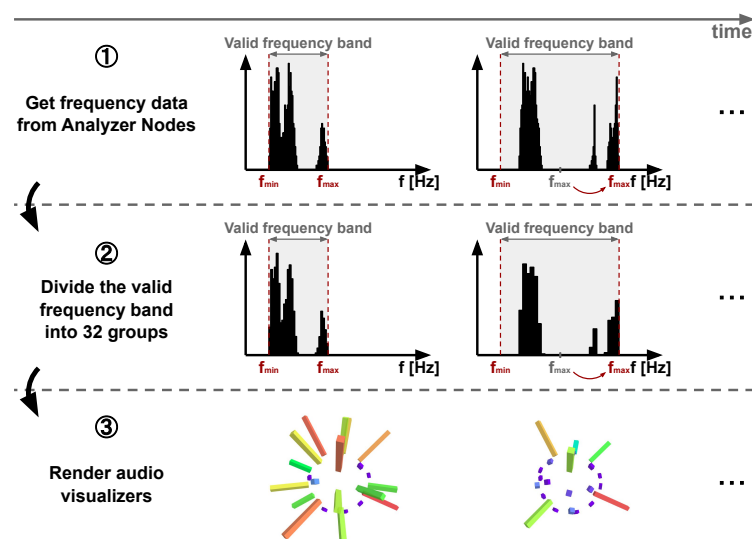 time
①
Get frequency data
from Analyzer Nodes
Valid frequency band
fmin
fmax
f [Hz]
Valid frequency band
fmin
fmax
fmax
f [Hz]
...
②
Divide the valid
frequency band
into 32 groups
Valid frequency band
fmin
fmax
f [Hz]
Valid frequency band
fmin
fmax
fmax
f [Hz]
...
③
Render audio
visualizers
...